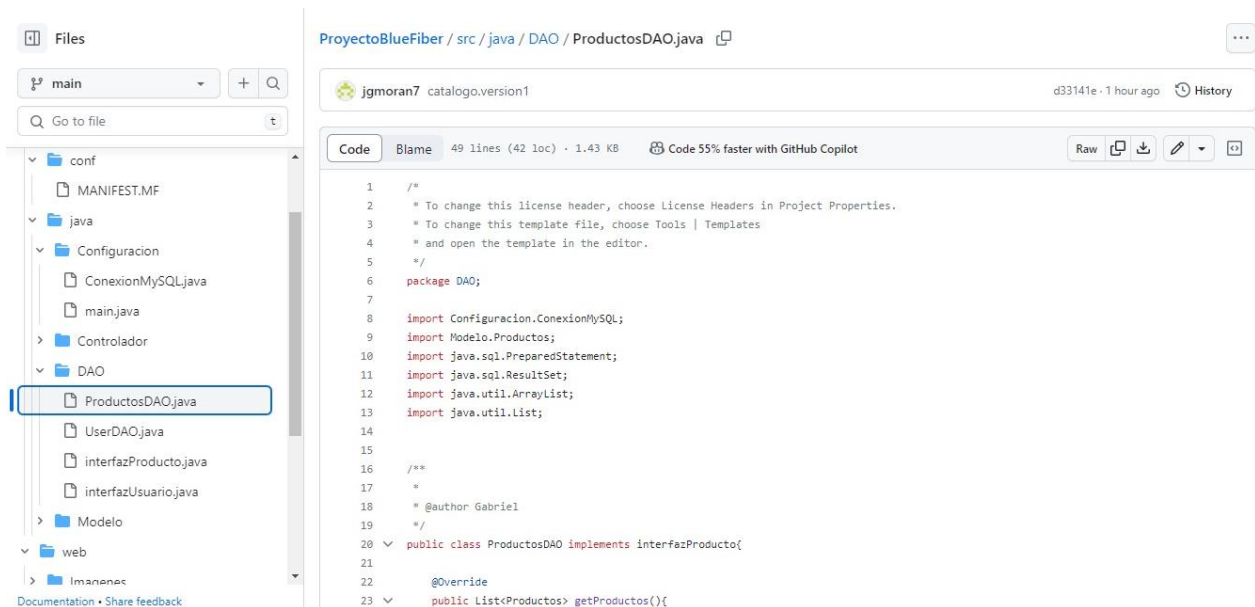 Files
main
Go to file
t
conf
MANIFEST.MF
java
Configuracion
ConexionMySQL.java
main.java
Controlador
DAO
ProductosDAO.java
UserDAO.java
interfazProducto.java
interfazUsuario.java
Modelo
web
Imagenes
Documentation • Share feedback
ProyectoBlueFiber / src / java / DAO / ProductosDAO.java
jgmoran7 catalogo.version1
d33141e · 1 hour ago History
Code Blame 49 lines (42 loc) · 1.43 KB Code 55% faster with GitHub Copilot
Raw
1 /*
2 * To change this license header, choose License Headers in Project Properties.
3 * To change this template file, choose Tools | Templates
4 * and open the template in the editor.
5 */
6 package DAO;
7
8 import Configuracion.ConexionMySQL;
9 import Modelo.Productos;
10 import java.sql.PreparedStatement;
11 import java.sql.ResultSet;
12 import java.util.ArrayList;
13 import java.util.List;
14
15
16 /**
17 *
18 * @author Gabriel
19 */
20 public class ProductosDAO implements interfazProducto{
21
22 @Override
23 public List<Productos> getProductos(){